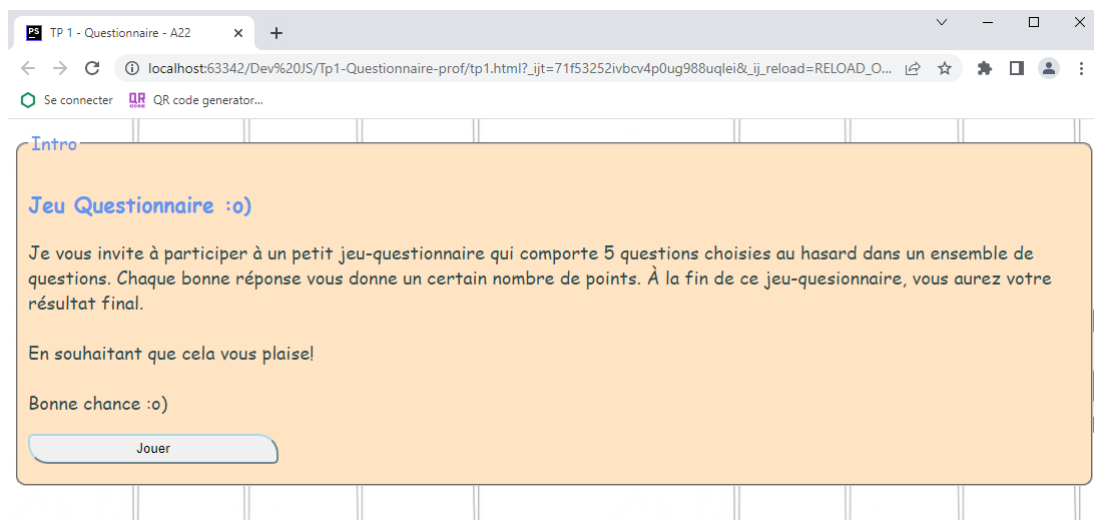 PS TP 1 - Questionnaire - A22
localhost:63342/Dev%20JS/Tp1-Questionnaire-prof/tp1.html?_ijt=71f53252ivbcv4p0ug988uqlei&_ij_reload=RELOAD_O...
Se connecter QR CODE QR code generator...
Intro
Jeu Questionnaire :o)
Je vous invite à participer à un petit jeu-questionnaire qui comporte 5 questions choisies au hasard dans un ensemble de
questions. Chaque bonne réponse vous donne un certain nombre de points. À la fin de ce jeu-quesionnaire, vous aurez votre
résultat final.
En souhaitant que cela vous plaise!
Bonne chance :o)
Jouer